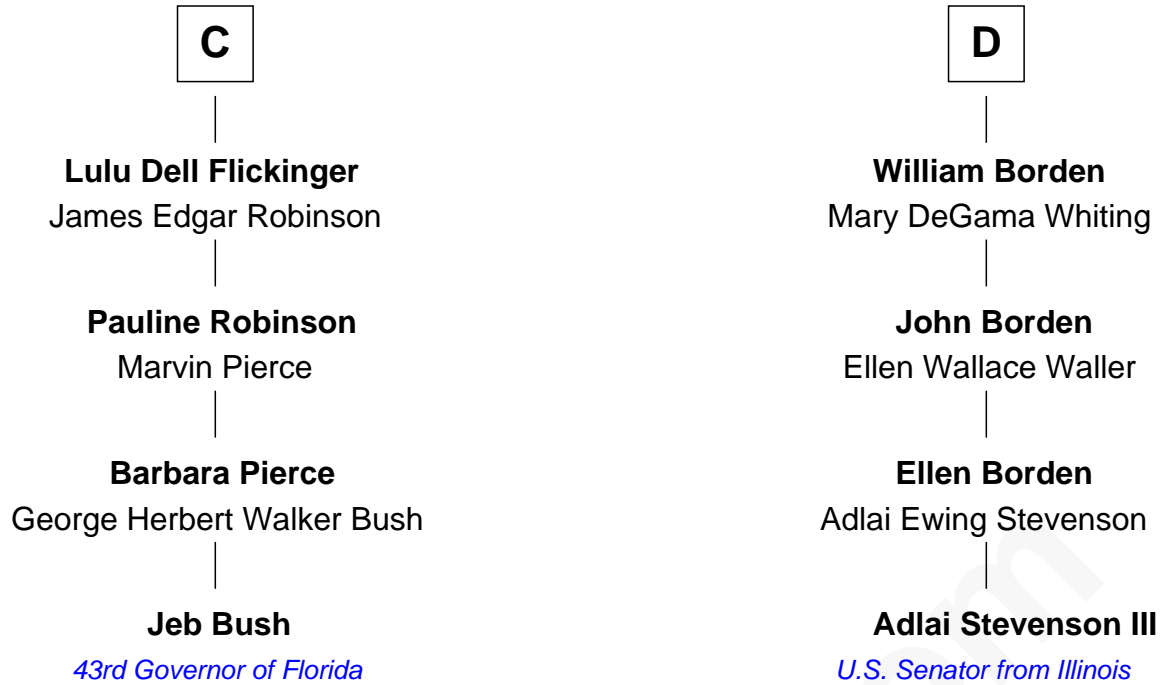 C
Lulu Dell Flickinger
James Edgar Robinson
Pauline Robinson
Marvin Pierce
Barbara Pierce
George Herbert Walker Bush
Jeb Bush
43rd Governor of Florida
D
William Borden
Mary DeGama Whiting
John Borden
Ellen Wallace Waller
Ellen Borden
Adlai Ewing Stevenson
Adlai Stevenson III
U.S. Senator from Illinois